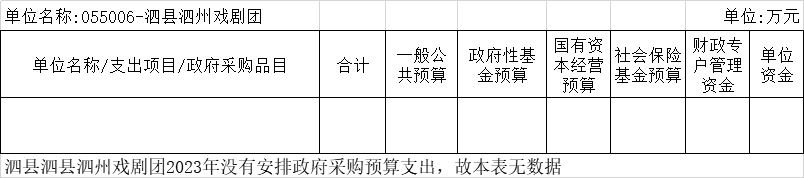 单位名称:055006-泗县泗州戏剧团 单位:万元
单位名称/支出项目/政府采购品目 合计 一般公共预算 政府性基金预算 国有资本经营预算 社会保险基金预算 财政专户管理资金 单位资金
泗县泗县泗州戏剧团2023年没有安排政府采购预算支出，故本表无数据